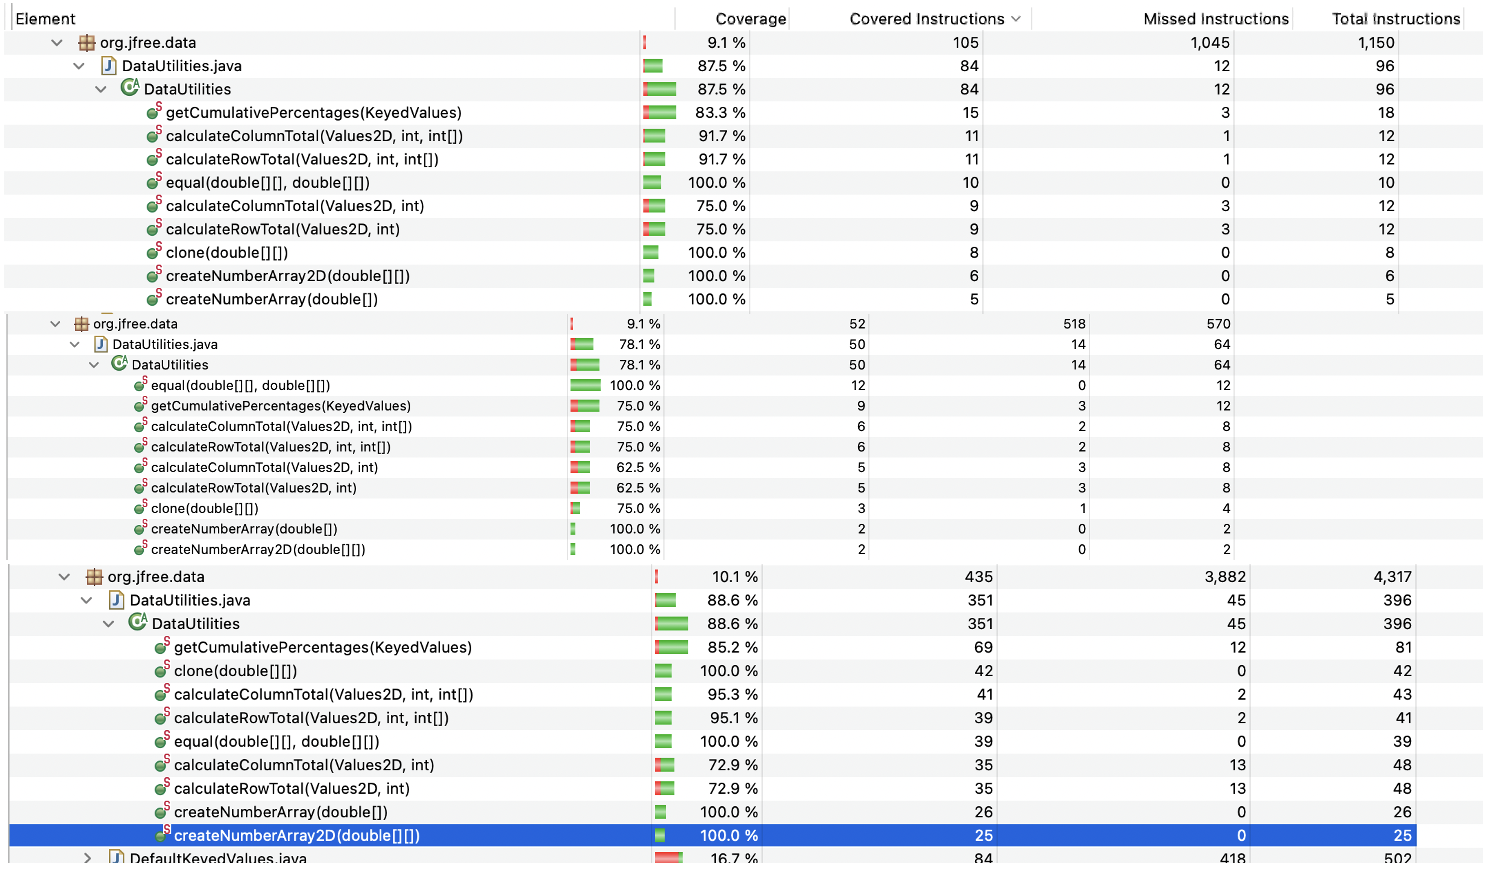 Element Coverage Covered Instructions Missed Instructions Total Instructions
org.jfree.data 9.1 % 105 1,045 1,150
DataUtilities.java 87.5 % 84 12 96
DataUtilities 87.5 % 84 12 96
getCumulativePercentages(KeyedValues) 83.3 % 15 3 18
calculateColumnTotal(Values2D, int, int[]) 91.7 % 11 1 12
calculateRowTotal(Values2D, int, int[]) 91.7 % 11 1 12
equal(double[][], double[][]) 100.0 % 10 0 10
calculateColumnTotal(Values2D, int) 75.0 % 9 3 12
calculateRowTotal(Values2D, int) 75.0 % 9 3 12
clone(double[][]) 100.0 % 8 0 8
createNumberArray2D(double[][]) 100.0 % 6 0 6
createNumberArray(double[]) 100.0 % 5 0 5
org.jfree.data 9.1 % 52 518 570
DataUtilities.java 78.1 % 50 14 64
DataUtilities 78.1 % 50 14 64
equal(double[][], double[][]) 100.0 % 12 0 12
getCumulativePercentages(KeyedValues) 75.0 % 9 3 12
calculateColumnTotal(Values2D, int, int[]) 75.0 % 6 2 8
calculateRowTotal(Values2D, int, int[]) 75.0 % 6 2 8
calculateColumnTotal(Values2D, int) 62.5 % 5 3 8
calculateRowTotal(Values2D, int) 62.5 % 5 3 8
clone(double[][]) 75.0 % 3 1 4
createNumberArray(double[]) 100.0 % 2 0 2
createNumberArray2D(double[][]) 100.0 % 2 0 2
org.jfree.data 10.1 % 435 3,882 4,317
DataUtilities.java 88.6 % 351 45 396
DataUtilities 88.6 % 351 45 396
getCumulativePercentages(KeyedValues) 85.2 % 69 12 81
clone(double[][]) 100.0 % 42 0 42
calculateColumnTotal(Values2D, int, int[]) 95.3 % 41 2 43
calculateRowTotal(Values2D, int, int[]) 95.1 % 39 2 41
equal(double[][], double[][]) 100.0 % 39 0 39
calculateColumnTotal(Values2D, int) 72.9 % 35 13 48
calculateRowTotal(Values2D, int) 72.9 % 35 13 48
createNumberArray(double[]) 100.0 % 26 0 26
createNumberArray2D(double[][]) 100.0 % 25 0 25
DefaultKeyedValues.java 16.7 % 84 418 502